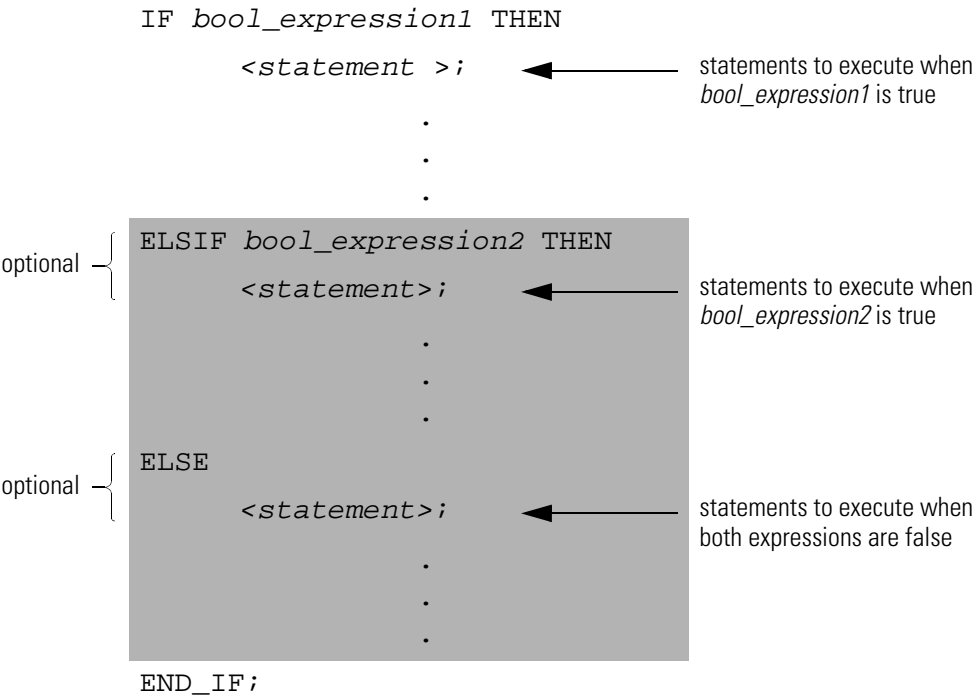 IF bool_expression1 THEN
<statement >;
statements to execute when
bool_expression1 is true
.
.
.
optional
ELSIF bool_expression2 THEN
<statement>;
statements to execute when
bool_expression2 is true
.
.
.
optional
ELSE
<statement>;
statements to execute when
both expressions are false
.
.
.
END_IF;